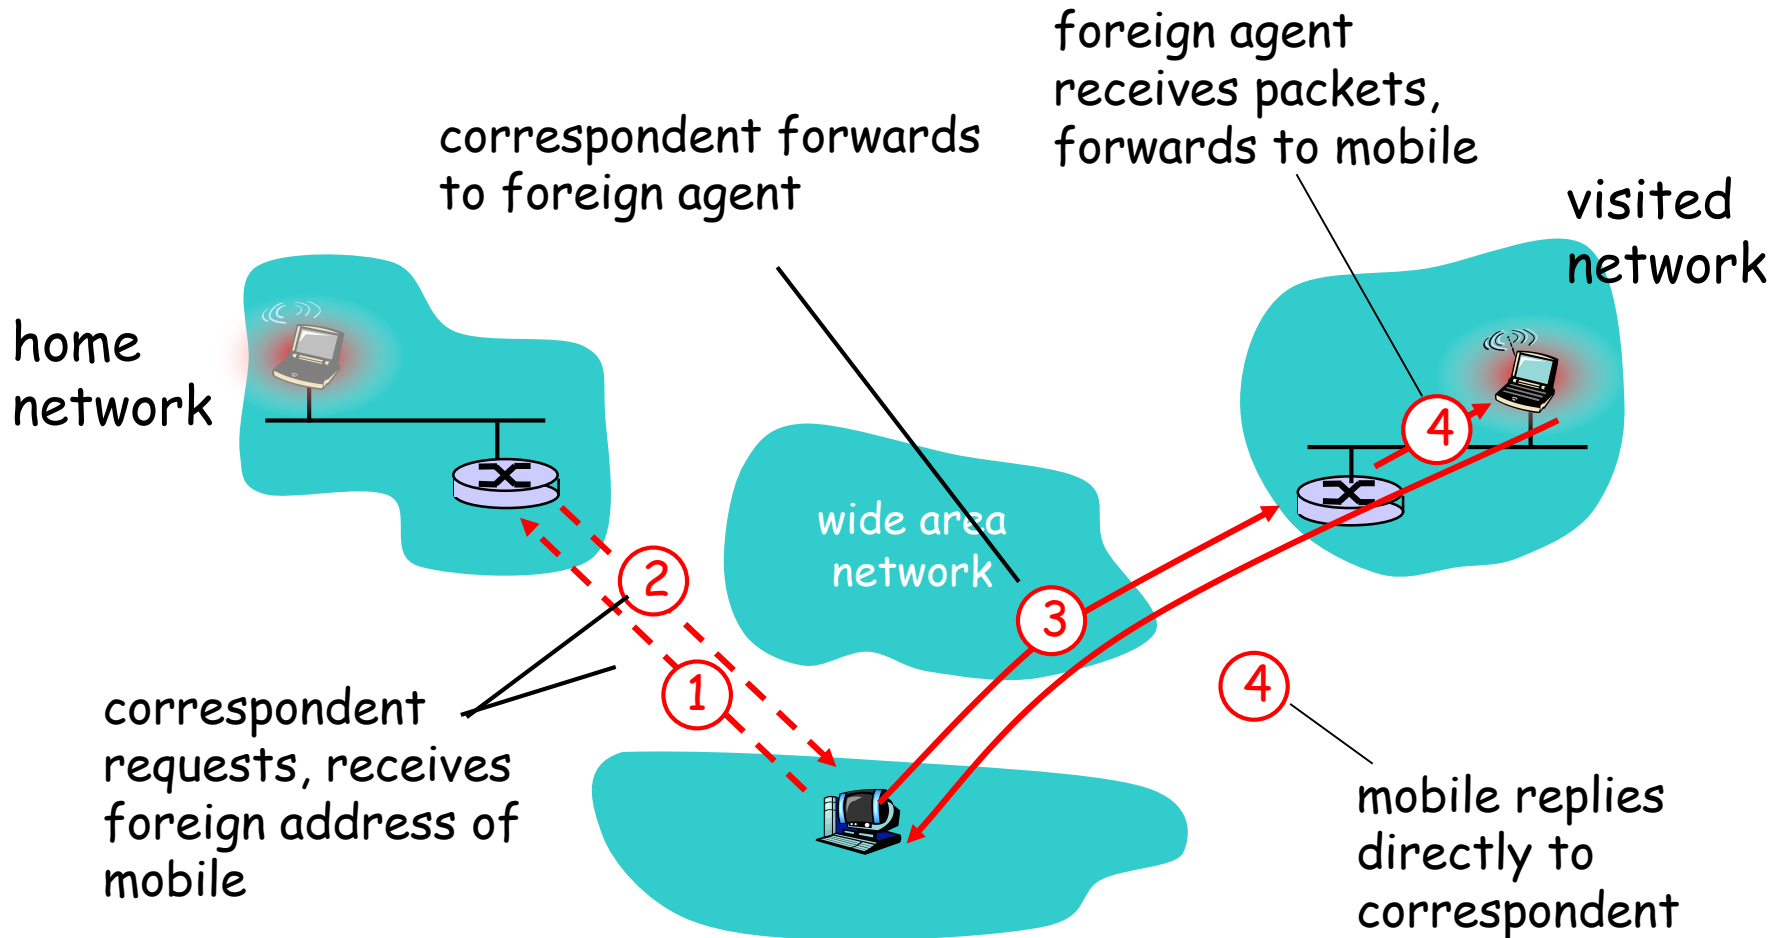 foreign agent
receives packets,
forwards to mobile
correspondent forwards
to foreign agent
visited
network
home
network
4
wide area
network
2
3
1
4
correspondent
requests, receives
foreign address of
mobile
mobile replies
directly to
correspondent